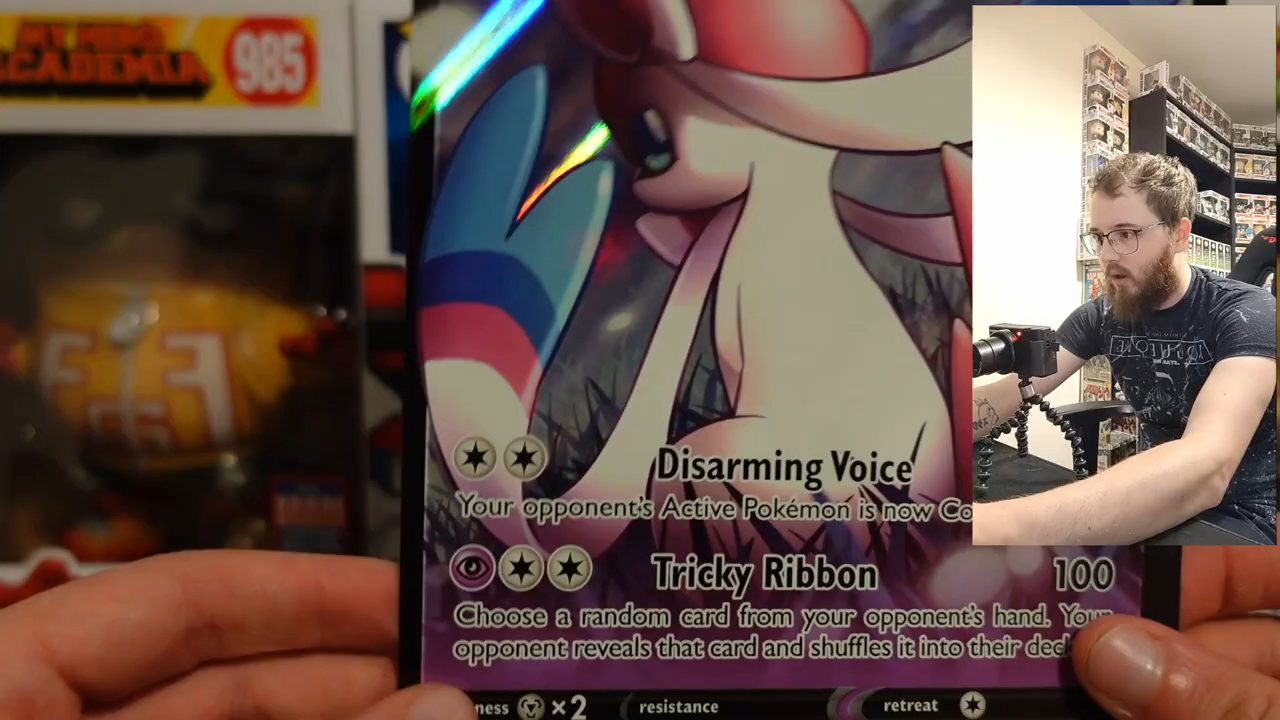 MY HERO
ACADEMIA
985
Disarming Voice
Your opponent's Active Pokémon is now Co
Tricky Ribbon 100
Choose a random card from your opponent's hand. Your
opponent reveals that card and shuffles it into their deck
ness ×2 resistance retreat